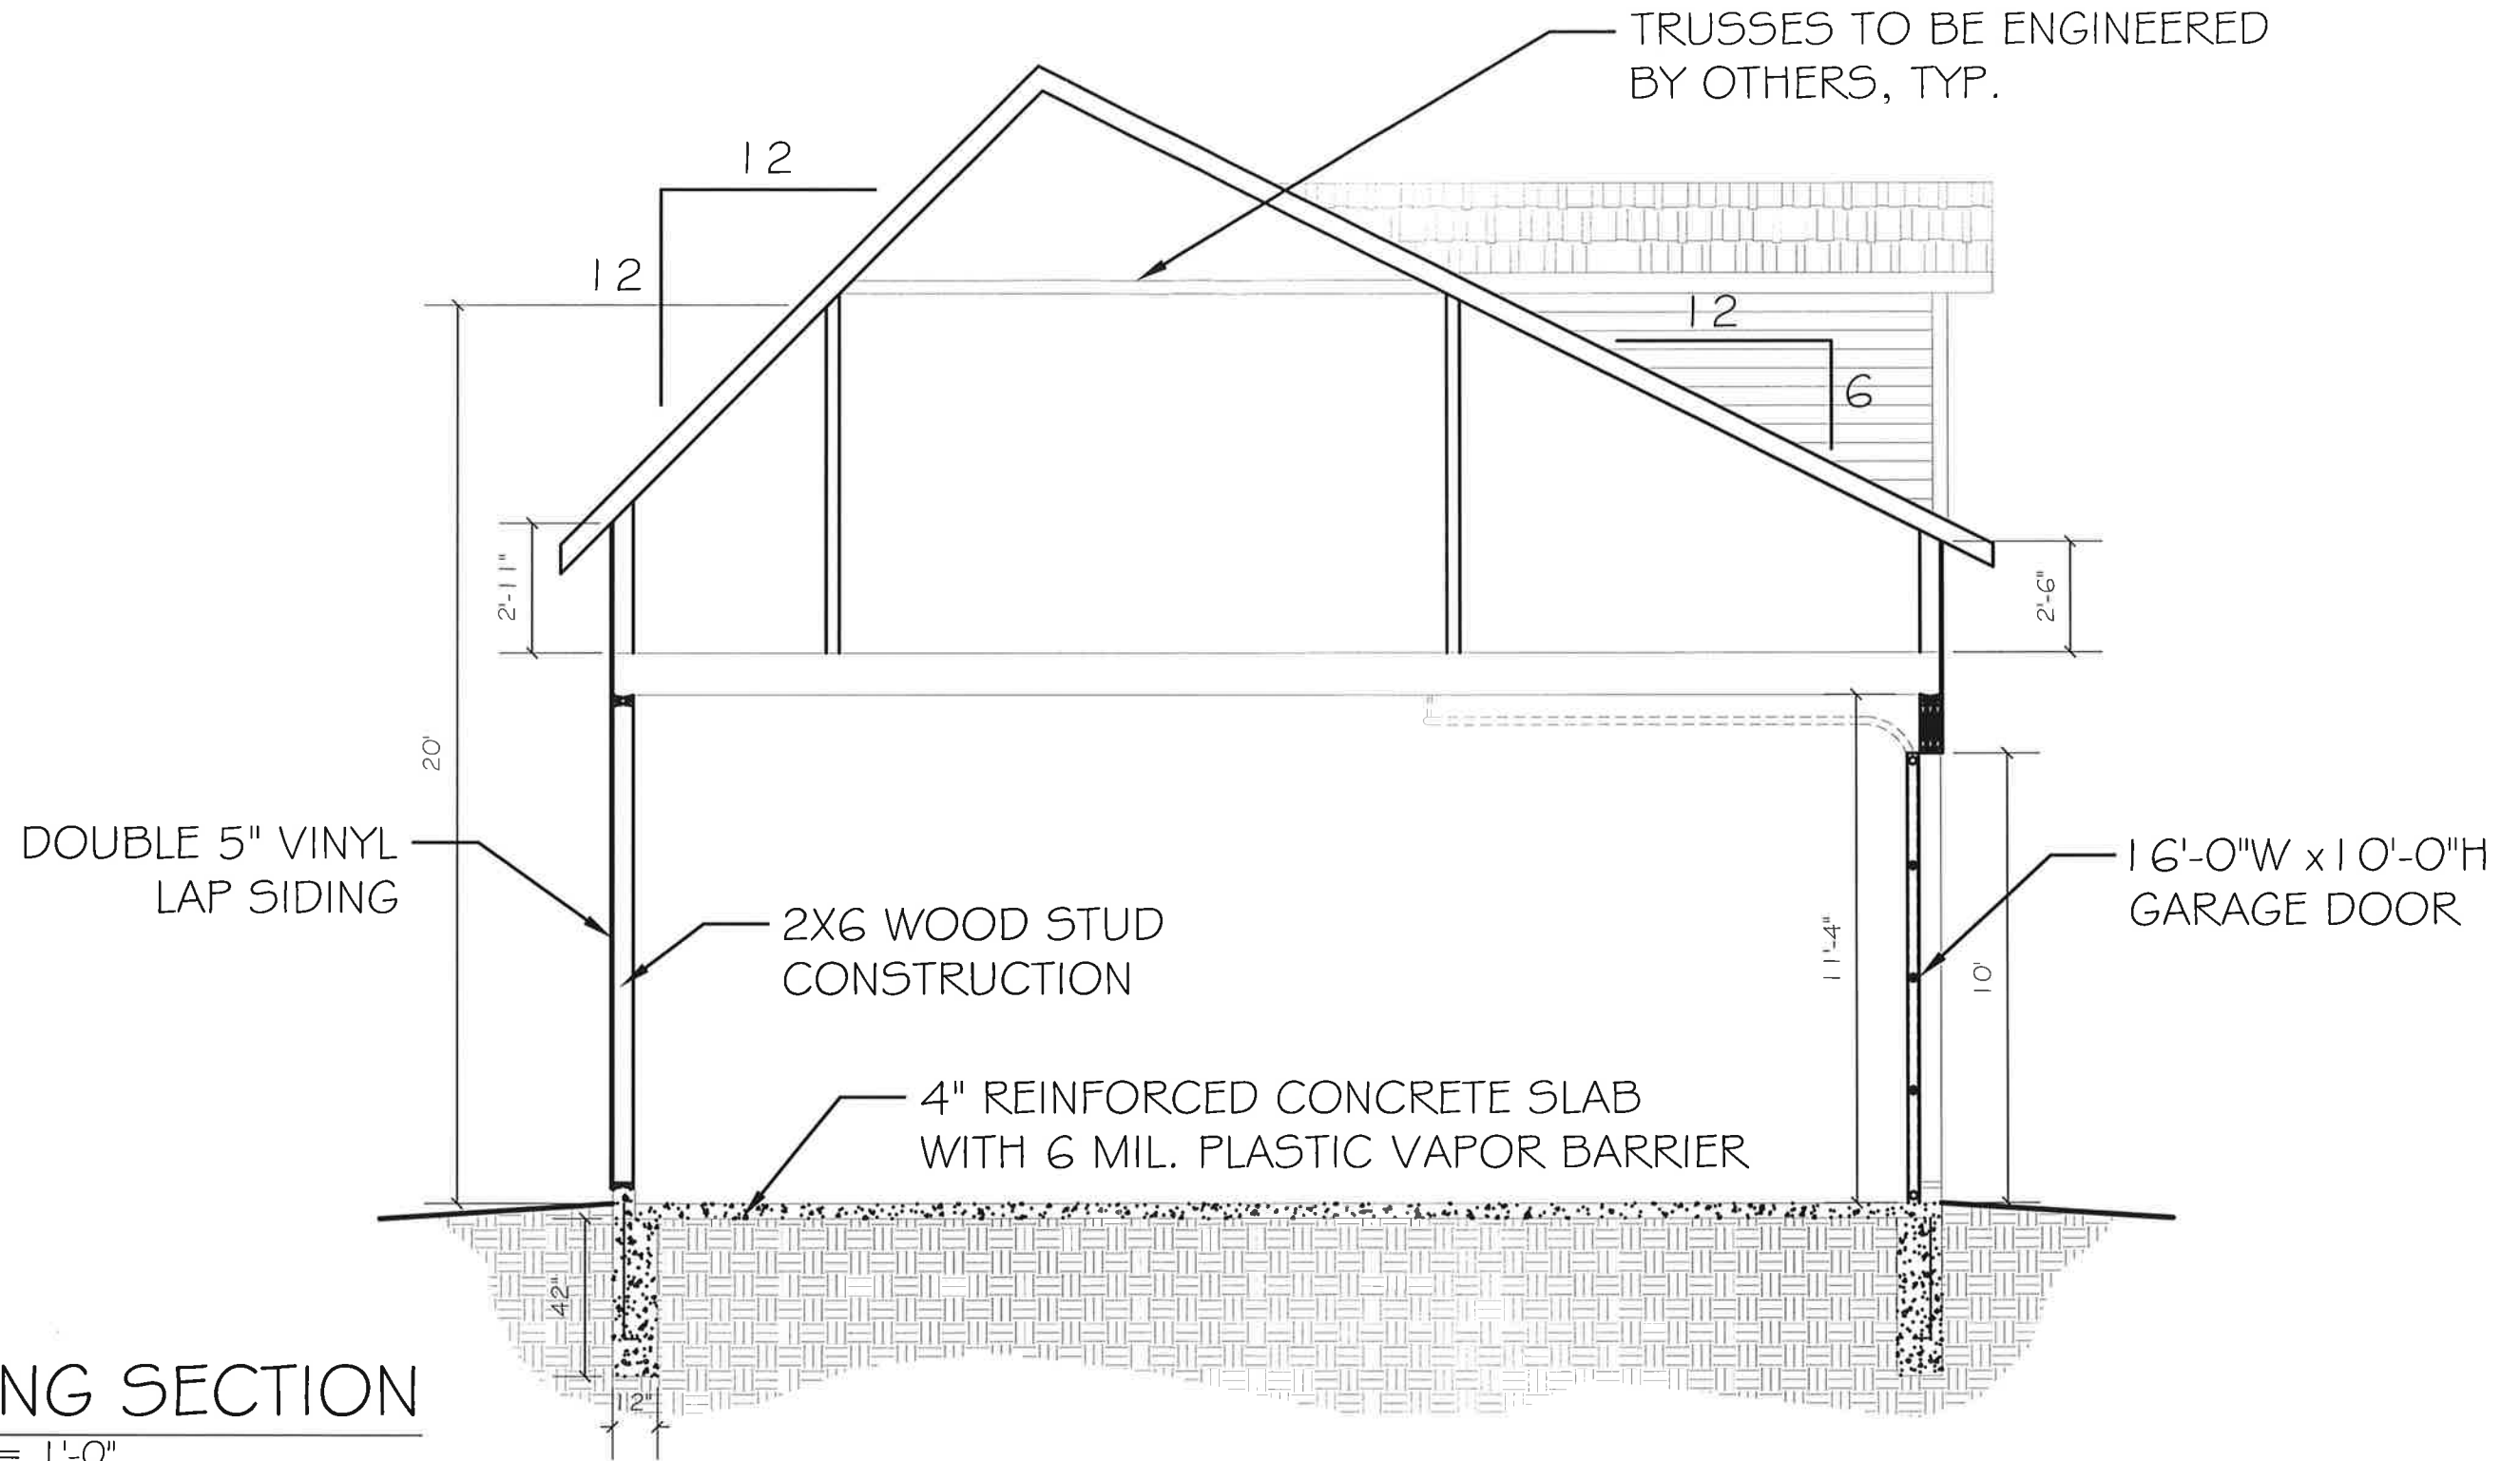 TRUSSES TO BE ENGINEERED
BY OTHERS, TYP.
12
12
12
6
2'-11"
2'-6"
20'
DOUBLE 5" VINYL
LAP SIDING
2X6 WOOD STUD
CONSTRUCTION
11'-4"
10'
16'-0"W x 10'-0"H
GARAGE DOOR
4" REINFORCED CONCRETE SLAB
WITH 6 MIL. PLASTIC VAPOR BARRIER
42"
12"
NG SECTION
= 1'-0"